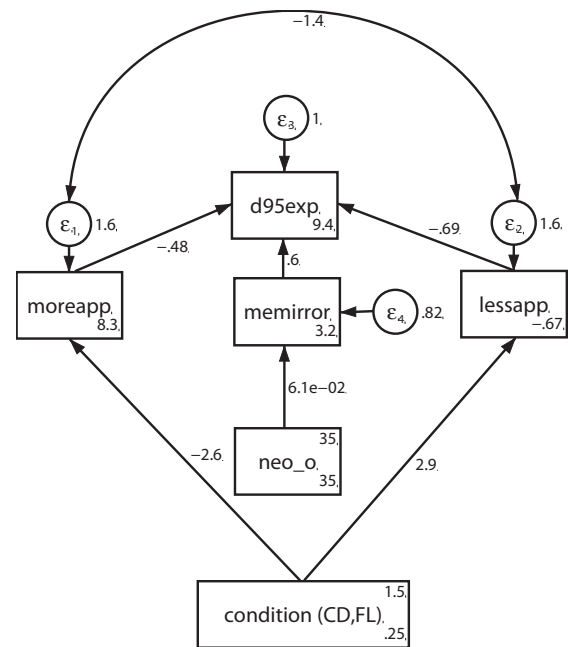 −1.4
ε3 1
d95exp
9.4
ε1 1.6
ε2 1.6
−.48
−.69
.6
moreapp
8.3
memirror
3.2
ε4 .82
lessapp
−.67
6.1e−02
35
neo_o
35
−2.6
2.9
1.5
condition (CD,FL)
.25